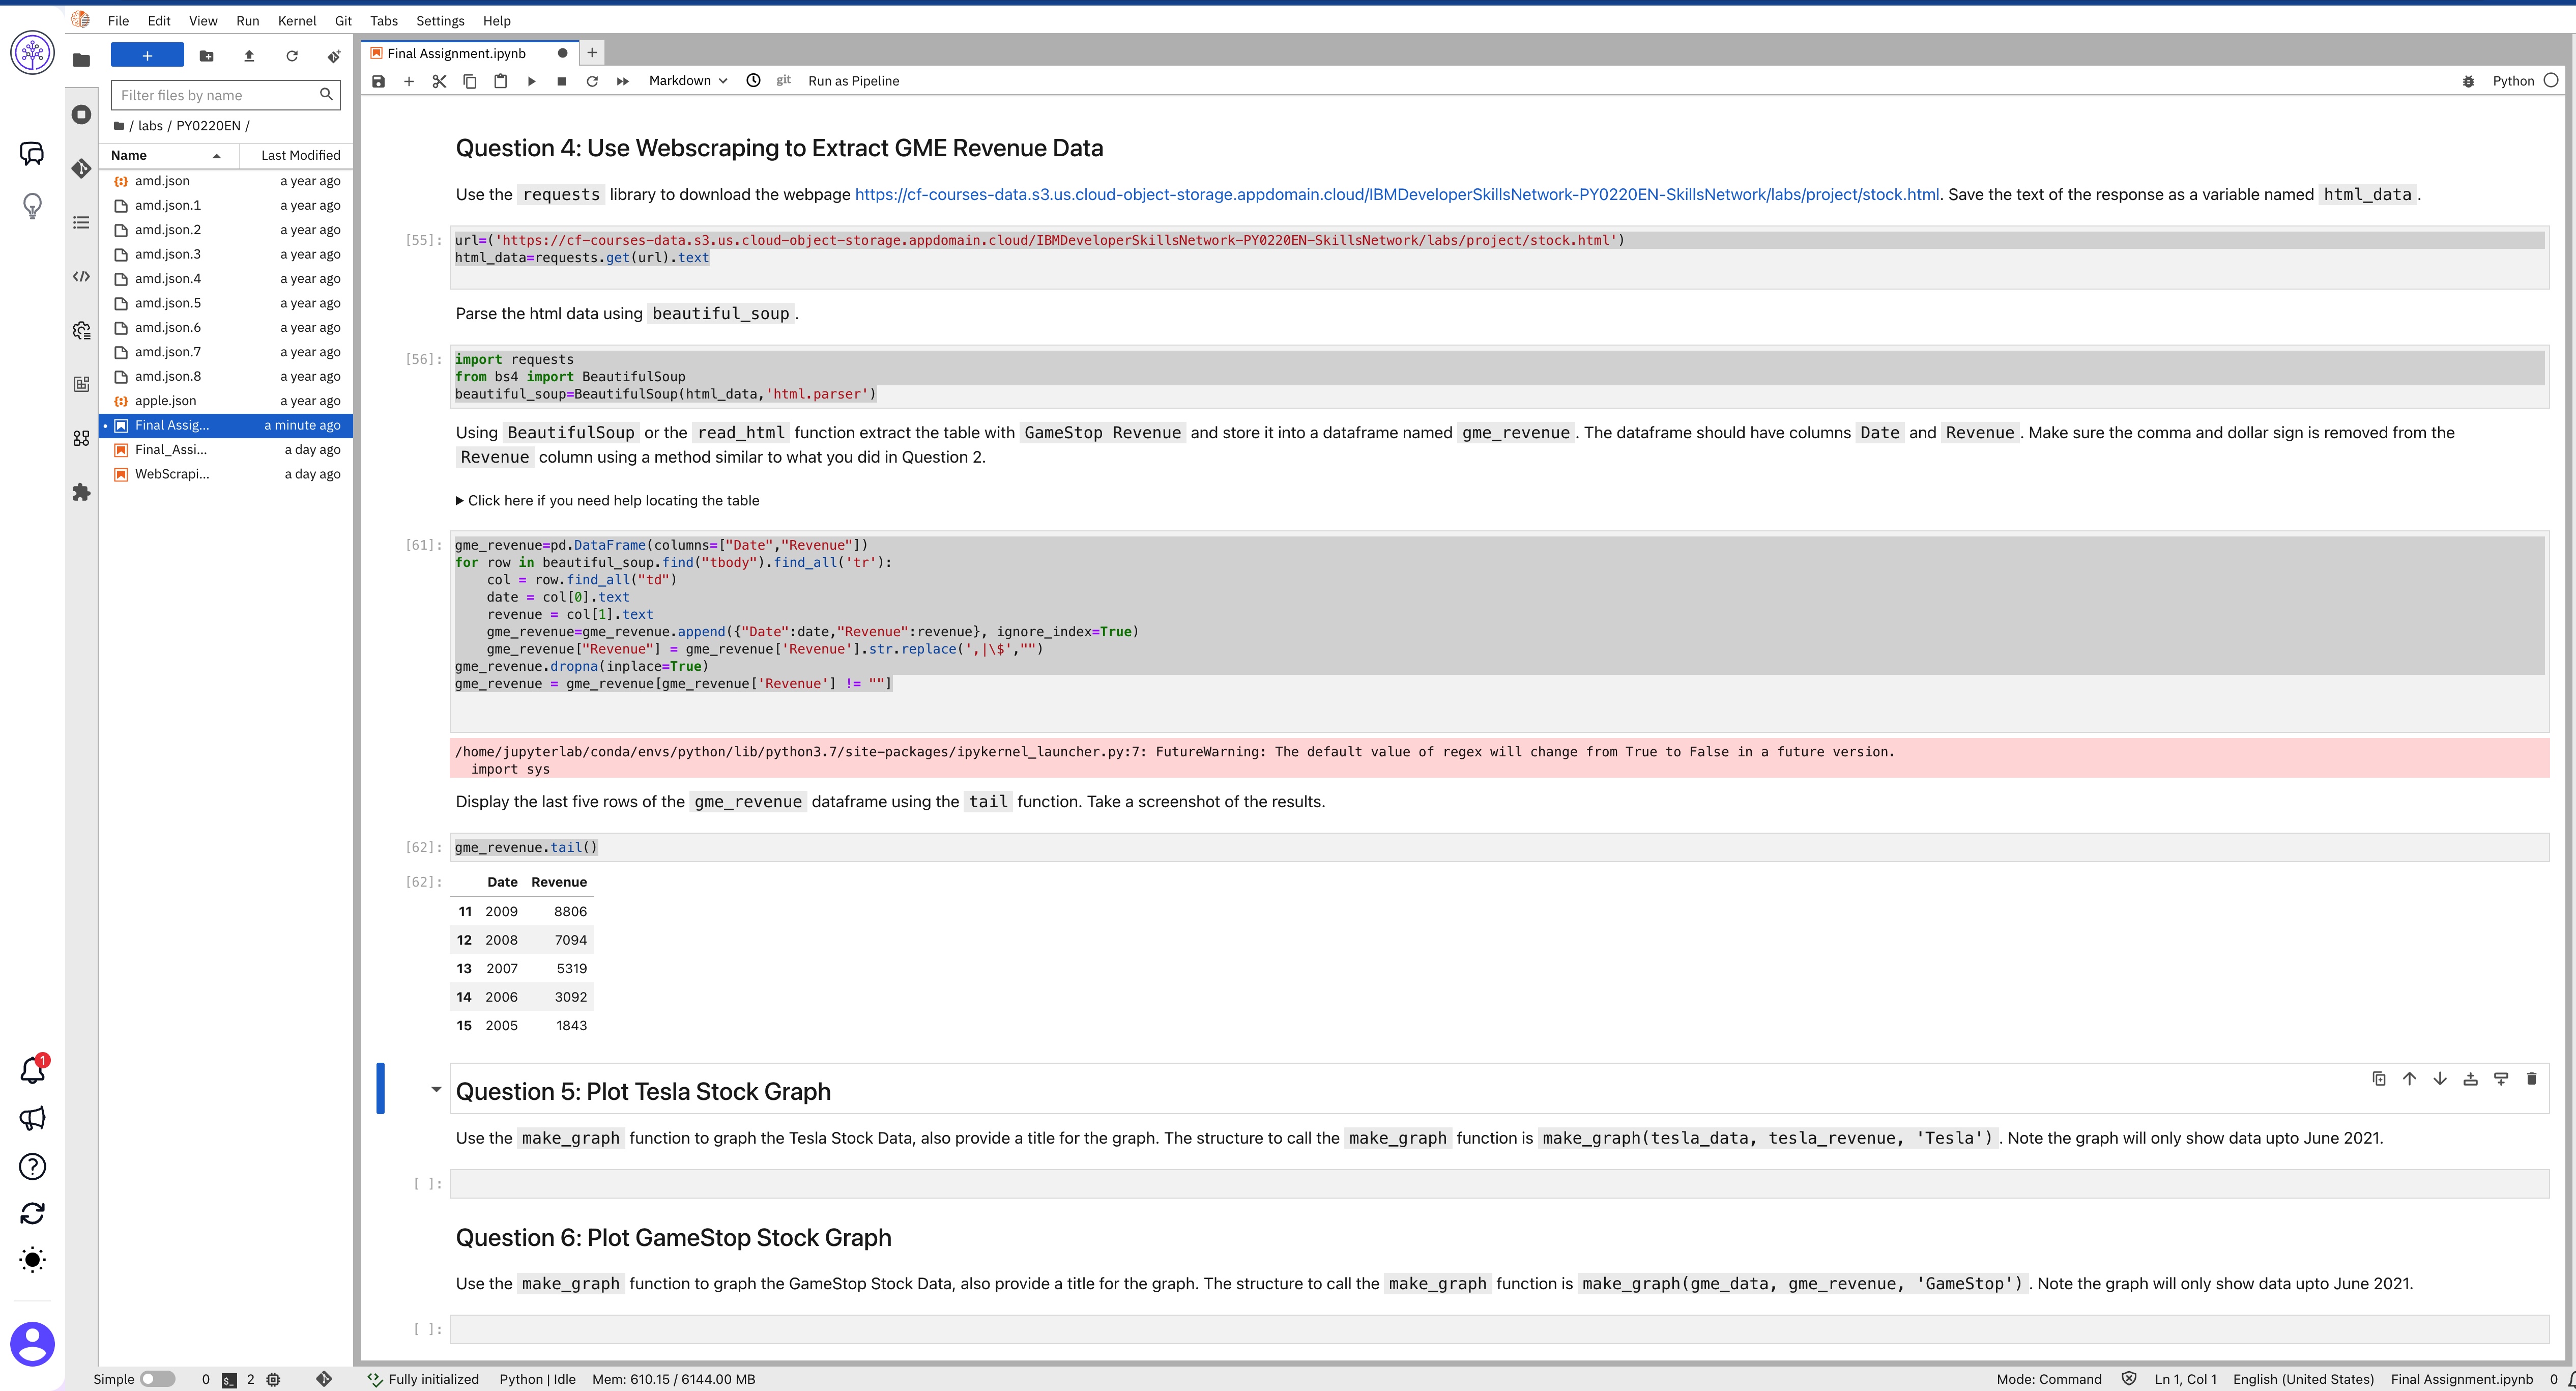 File Edit View Run Kernel Git Tabs Settings Help
Filter files by name
/ labs / PY0220EN /
Name Last Modified
amd.json a year ago
amd.json.1 a year ago
amd.json.2 a year ago
amd.json.3 a year ago
amd.json.4 a year ago
amd.json.5 a year ago
amd.json.6 a year ago
amd.json.7 a year ago
amd.json.8 a year ago
apple.json a year ago
Final Assig... a minute ago
Final_Assi... a day ago
WebScrapi... a day ago
1
Final Assignment.ipynb
Markdown git Run as Pipeline Python
Question 4: Use Webscraping to Extract GME Revenue Data
Use the requests library to download the webpage https://cf-courses-data.s3.us.cloud-object-storage.appdomain.cloud/IBMDeveloperSkillsNetwork-PY0220EN-SkillsNetwork/labs/project/stock.html. Save the text of the response as a variable named html_data.
[55]: url=('https://cf-courses-data.s3.us.cloud-object-storage.appdomain.cloud/IBMDeveloperSkillsNetwork-PY0220EN-SkillsNetwork/labs/project/stock.html')
html_data=requests.get(url).text
Parse the html data using beautiful_soup.
[56]: import requests
from bs4 import BeautifulSoup
beautiful_soup=BeautifulSoup(html_data,'html.parser')
Using BeautifulSoup or the read_html function extract the table with GameStop Revenue and store it into a dataframe named gme_revenue. The dataframe should have columns Date and Revenue. Make sure the comma and dollar sign is removed from the
Revenue column using a method similar to what you did in Question 2.
Click here if you need help locating the table
[61]: gme_revenue=pd.DataFrame(columns=["Date","Revenue"])
for row in beautiful_soup.find("tbody").find_all('tr'):
    col = row.find_all("td")
    date = col[0].text
    revenue = col[1].text
    gme_revenue=gme_revenue.append({"Date":date,"Revenue":revenue}, ignore_index=True)
    gme_revenue["Revenue"] = gme_revenue['Revenue'].str.replace(',|\$',"")
gme_revenue.dropna(inplace=True)
gme_revenue = gme_revenue[gme_revenue['Revenue'] != ""]
/home/jupyterlab/conda/envs/python/lib/python3.7/site-packages/ipykernel_launcher.py:7: FutureWarning: The default value of regex will change from True to False in a future version.
  import sys
Display the last five rows of the gme_revenue dataframe using the tail function. Take a screenshot of the results.
[62]: gme_revenue.tail()
[62]: Date Revenue
11 2009 8806
12 2008 7094
13 2007 5319
14 2006 3092
15 2005 1843
Question 5: Plot Tesla Stock Graph
Use the make_graph function to graph the Tesla Stock Data, also provide a title for the graph. The structure to call the make_graph function is make_graph(tesla_data, tesla_revenue, 'Tesla'). Note the graph will only show data upto June 2021.
[ ]:
Question 6: Plot GameStop Stock Graph
Use the make_graph function to graph the GameStop Stock Data, also provide a title for the graph. The structure to call the make_graph function is make_graph(gme_data, gme_revenue, 'GameStop'). Note the graph will only show data upto June 2021.
[ ]:
Simple 0 $_ 2 Fully initialized Python | Idle Mem: 610.15 / 6144.00 MB Mode: Command Ln 1, Col 1 English (United States) Final Assignment.ipynb 0